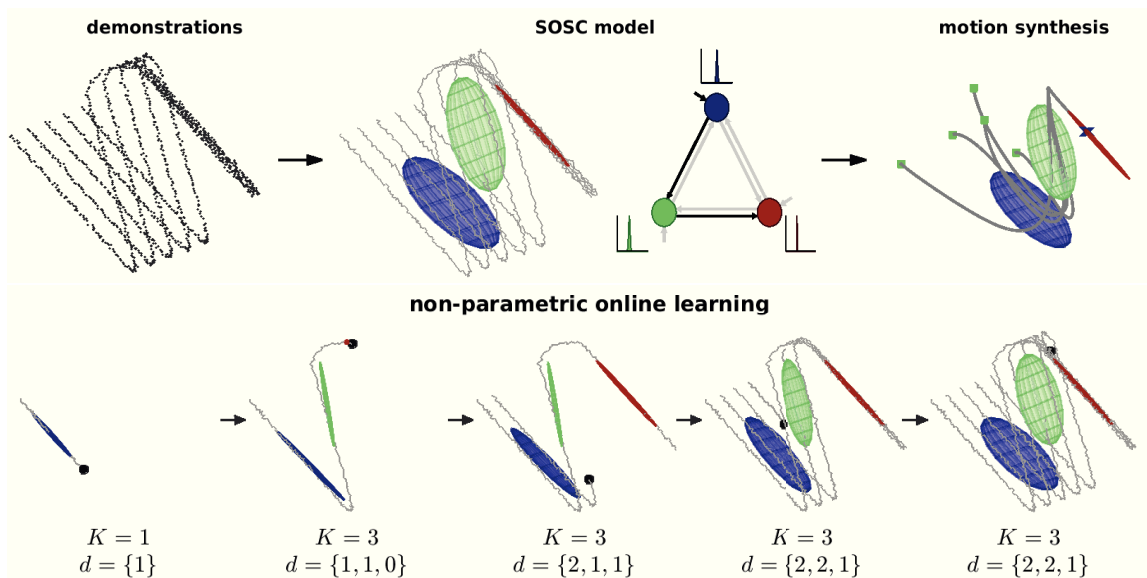 demonstrations
SOSC model
motion synthesis
non-parametric online learning
K = 1
d = {1}
K = 3
d = {1, 1, 0}
K = 3
d = {2, 1, 1}
K = 3
d = {2, 2, 1}
K = 3
d = {2, 2, 1}